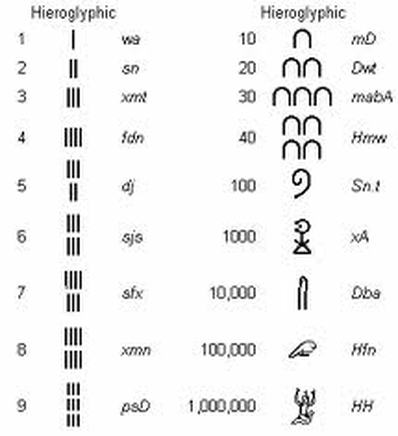 Hieroglyphic Hieroglyphic
1 𓏺 wa 10 𓎆 mD
2 𓏻 sn 20 𓎇 Dwt
3 𓏼 xmt 30 𓎈 mabA
4 𓏽 fdn 40 𓎉 Hmw
5 𓏾 dj 100 𓍢 Sn.t
6 𓏿 sjs 1000 𓆼 xA
7 𓐀 sfx 10,000 𓂭 Dba
8 𓐁 xmn 100,000 𓆐 Hfn
9 𓐂 psD 1,000,000 𓁨 HH